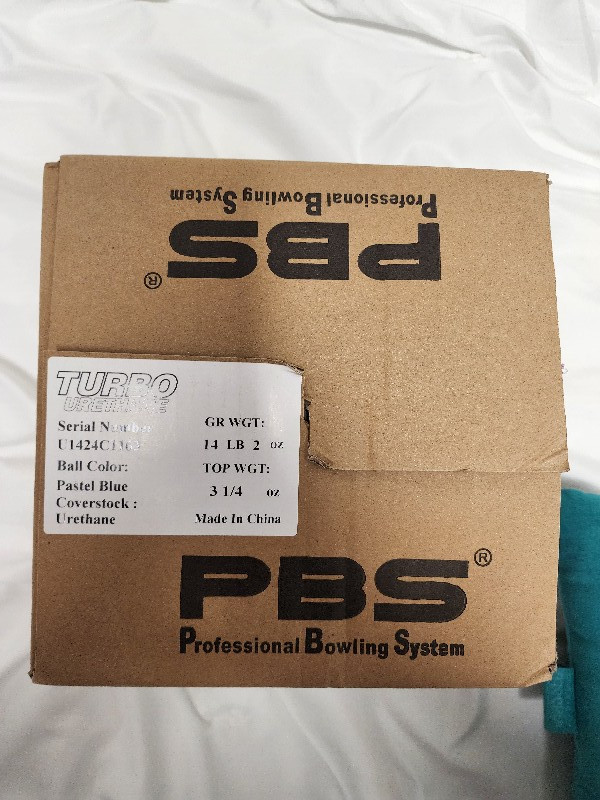 Professional Bowling System
PBS®
TURBO
URETHANE
Serial Number
GR WGT:
14 LB 2 oz
Ball Color:
TOP WGT:
Pastel Blue
3 1/4 oz
Coverstock :
Urethane
Made In China
PBS®
Professional Bowling System